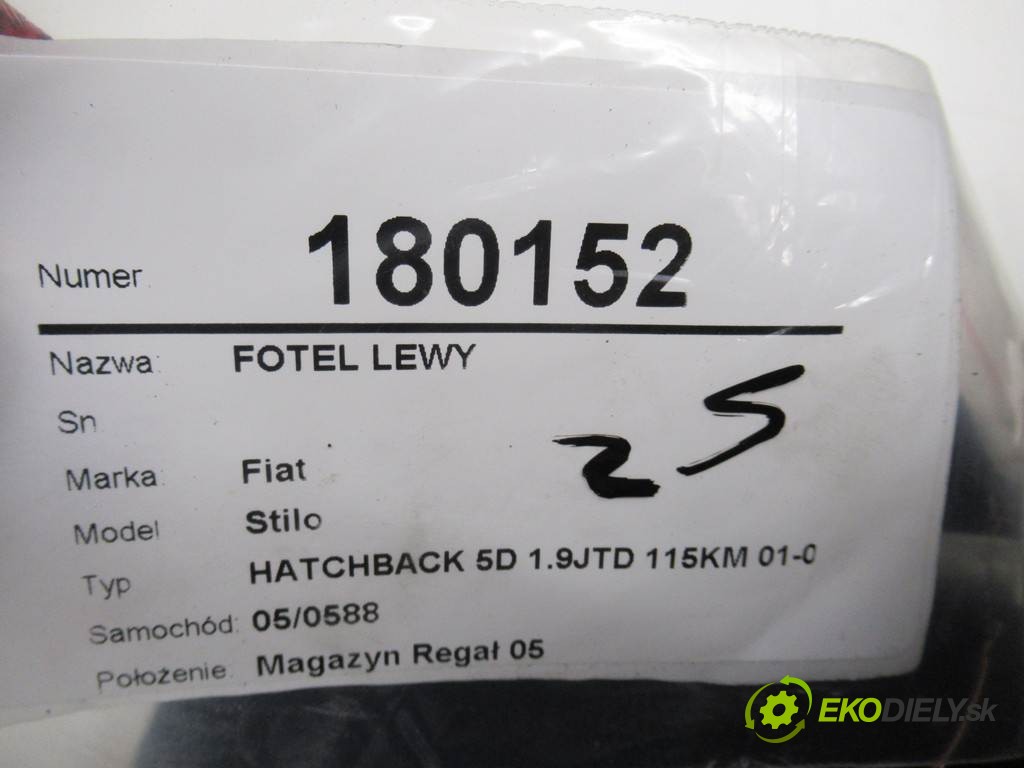 Numer: 180152
Nazwa: FOTEL LEWY
Sn
25
Marka: Fiat
Model Stilo
Typ HATCHBACK 5D 1.9JTD 115KM 01-0
Samochód: 05/0588
Położenie: Magazyn Regał 05
EKODIELY.sk